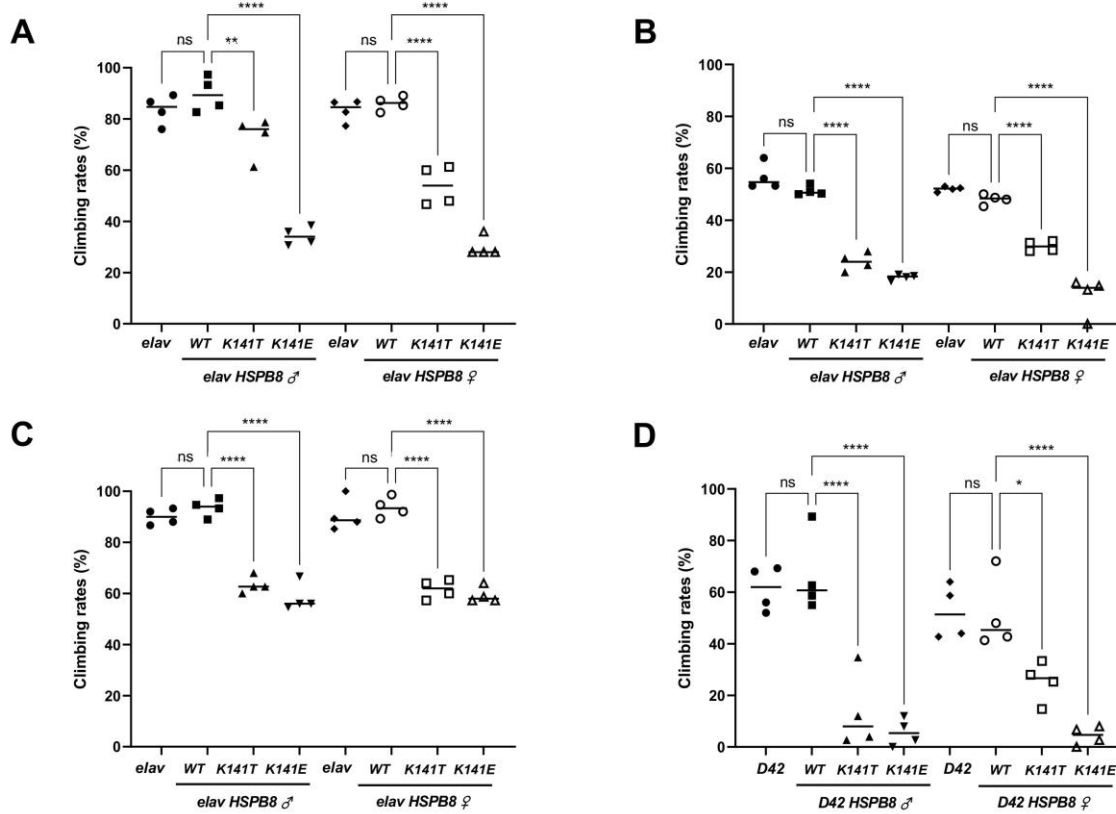 A
ns
**
****
ns
****
****
Climbing rates (%)
100
80
60
40
20
0
elav
WT
K141T
K141E
elav
WT
K141T
K141E
elav HSPB8 ♂
elav HSPB8 ♀
B
ns
****
****
ns
****
****
Climbing rates (%)
100
80
60
40
20
0
elav
WT
K141T
K141E
elav
WT
K141T
K141E
elav HSPB8 ♂
elav HSPB8 ♀
C
ns
****
****
ns
****
****
Climbing rates (%)
100
80
60
40
20
0
elav
WT
K141T
K141E
elav
WT
K141T
K141E
elav HSPB8 ♂
elav HSPB8 ♀
D
ns
****
****
ns
*
****
Climbing rates (%)
100
80
60
40
20
0
D42
WT
K141T
K141E
D42
WT
K141T
K141E
D42 HSPB8 ♂
D42 HSPB8 ♀